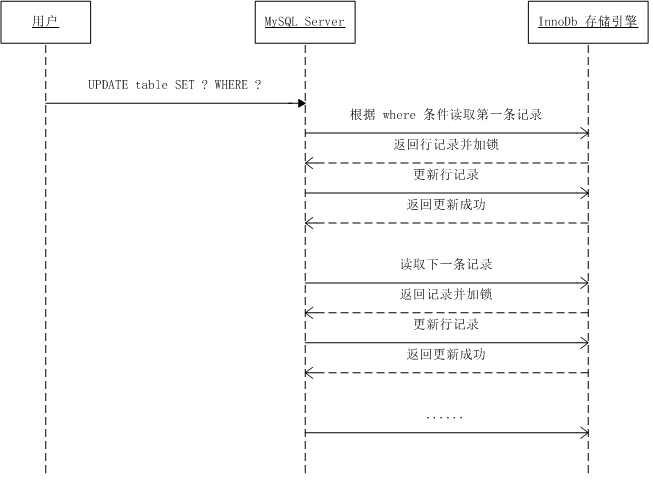 用户
MySQL Server
InnoDb 存储引擎
UPDATE table SET ? WHERE ?
根据 where 条件读取第一条记录
返回行记录并加锁
更新行记录
返回更新成功
读取下一条记录
返回记录并加锁
更新行记录
返回更新成功
......